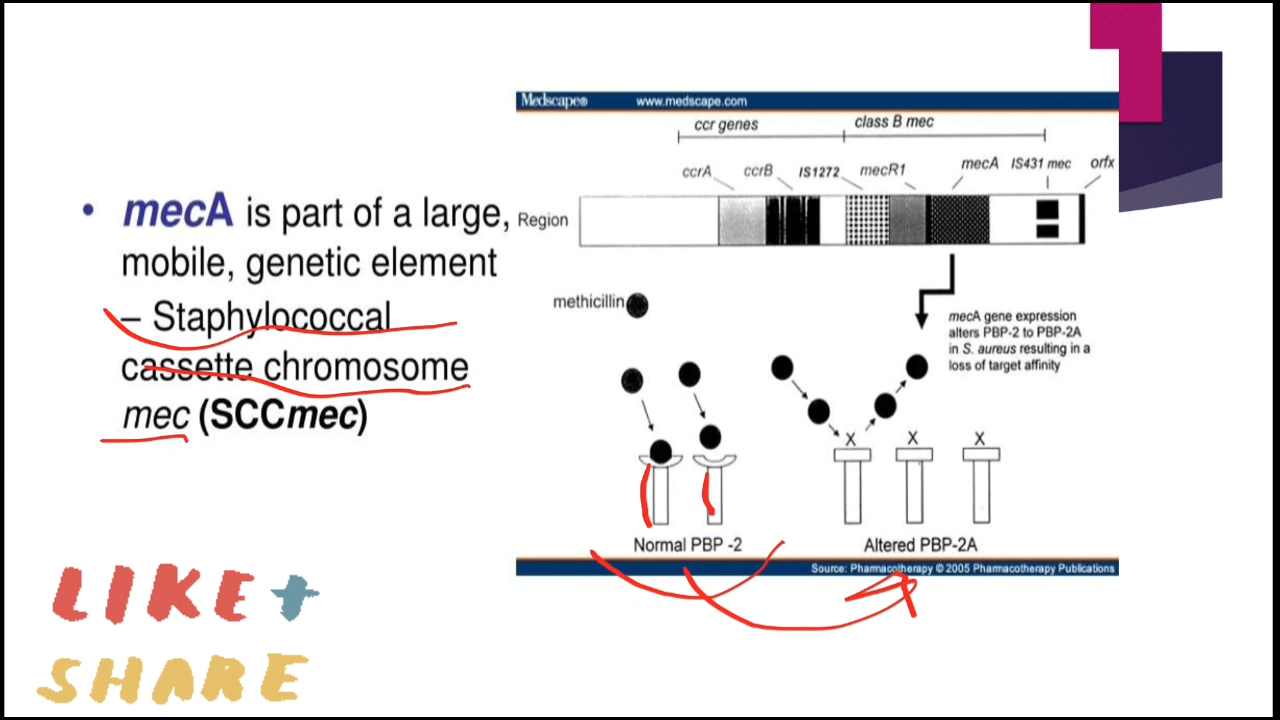 • mecA is part of a large,
mobile, genetic element
– Staphylococcal
cassette chromosome
mec (SCCmec)
Medscape® www.medscape.com
ccr genes class B mec
ccrA ccrB IS1272 mecR1 mecA IS431 mec orfx
Region
methicillin
mecA gene expression
alters PBP-2 to PBP-2A
in S. aureus resulting in a
loss of target affinity
X X X
Normal PBP -2 Altered PBP-2A
Source: Pharmacotherapy © 2005 Pharmacotherapy Publications
LIKE+
SHARE